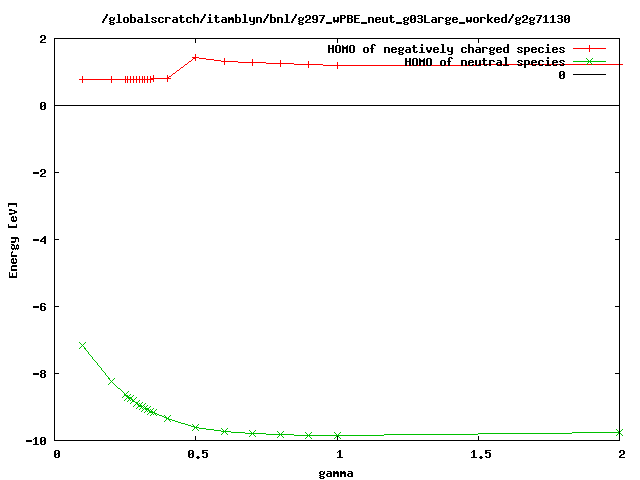 /globalscratch/itamblyn/bnl/g297_wPBE_neut_g03Large_worked/g2g71130
HOMO of negatively charged species
HOMO of neutral species
0
2
0
-2
-4
-6
-8
-10
Energy [eV]
0 0.5 1 1.5 2
gamma